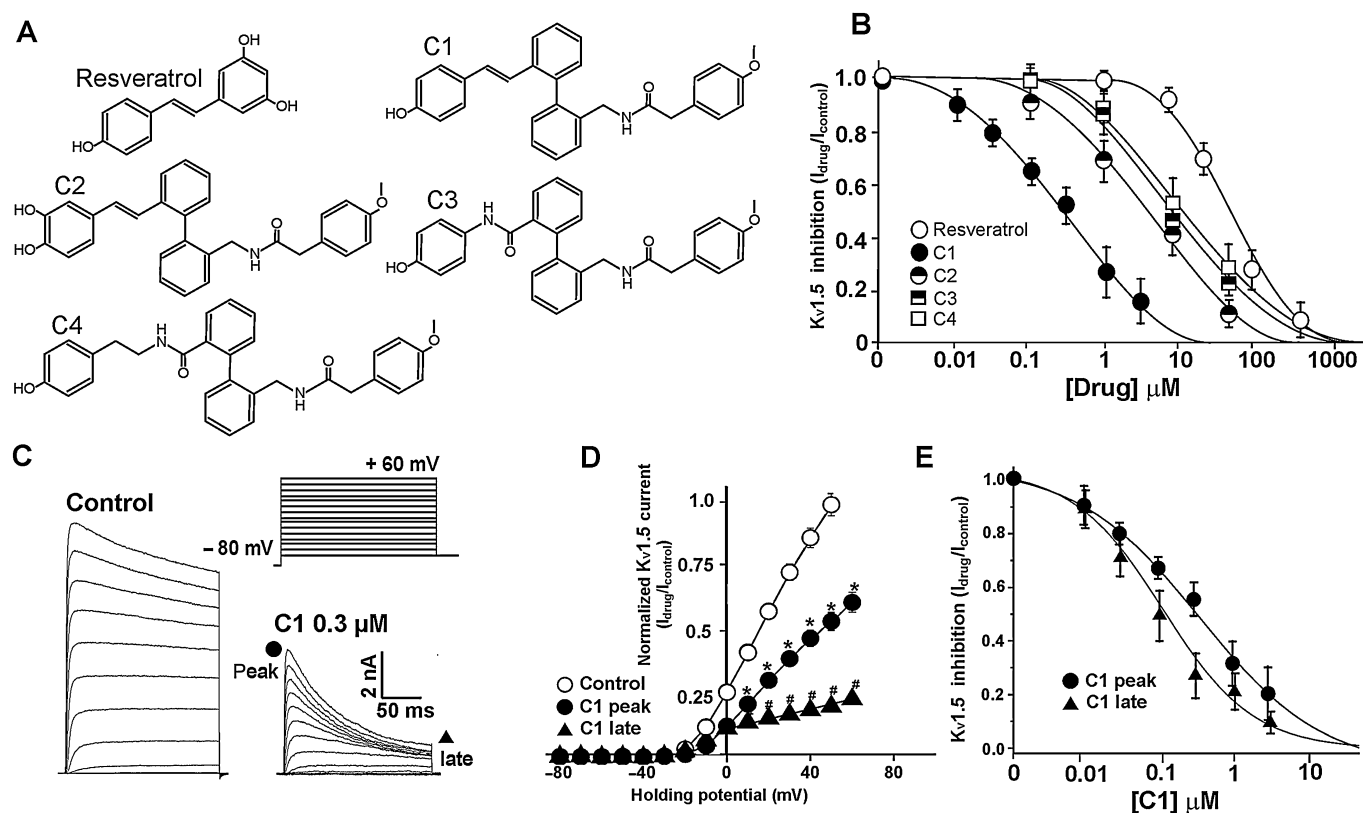 A
Resveratrol
OH
OH
HO
C1
HO
O
N
H
O
C2
HO
HO
O
N
H
O
C3
H
N
O
HO
O
N
H
O
C4
H
N
O
HO
O
N
H
O
B
Kv1.5 inhibition (Idrug/Icontrol)
1.0
0.8
0.6
0.4
0.2
0
Resveratrol
C1
C2
C3
C4
0
0.01
0.1
1
10
100
1000
[Drug] μM
C
Control
+ 60 mV
– 80 mV
C1 0.3 μM
Peak
2 nA
50 ms
late
D
Normalized Kv1.5 current
(Idrug/Icontrol)
1.0
0.75
0.5
0.25
* * * * * *
# # # # #
Control
C1 peak
C1 late
–80
–40
0
40
80
Holding potential (mV)
E
Kv1.5 inhibition (Idrug/Icontrol)
1.0
0.8
0.6
0.4
0.2
0.0
C1 peak
C1 late
0
0.01
0.1
1
10
[C1] μM